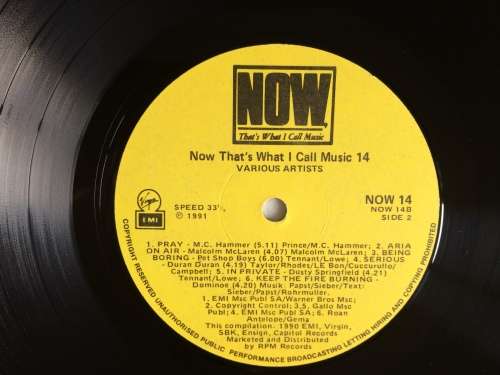 NOW
That's What I Call Music
Now That's What I Call Music 14
VARIOUS ARTISTS
Virgin
EMI
SPEED 33⅓
℗ 1991
NOW 14
NOW 14B
SIDE 2
1. PRAY - M.C. Hammer (5.11) Prince/M.C. Hammer; 2. ARIA
ON AIR - Malcolm McLaren (4.07) Malcolm McLaren; 3. BEING
BORING - Pet Shop Boys (6.00) Tennant/Lowe; 4. SERIOUS
- Duran Duran (4.19) Taylor/Rhodes/LE Bon/Cuccurullo/
Campbell; 5. IN PRIVATE - Dusty Springfield (4.21)
Tennant/Lowe; 6. KEEP THE FIRE BURNING -
Dominoe (4.20) Musik. Papst/Sieber/Text:
Sieber/Papst/Rohrmuller.
1. EMI Msc Publ SA/Warner Bros Msc;
2. Copyright Control; 3,5. Gallo Msc
Publ; 4. EMI Msc Publ SA; 6. Roan
Antelope/Gema
This compilation. 1990 EMI, Virgin,
SBK, Ensign, Capitol Records
Marketed and Distributed
by RPM Records
COPYRIGHT RESERVED UNAUTHORISED PUBLIC PERFORMANCE BROADCASTING LETTING HIRING AND COPYING PROHIBITED